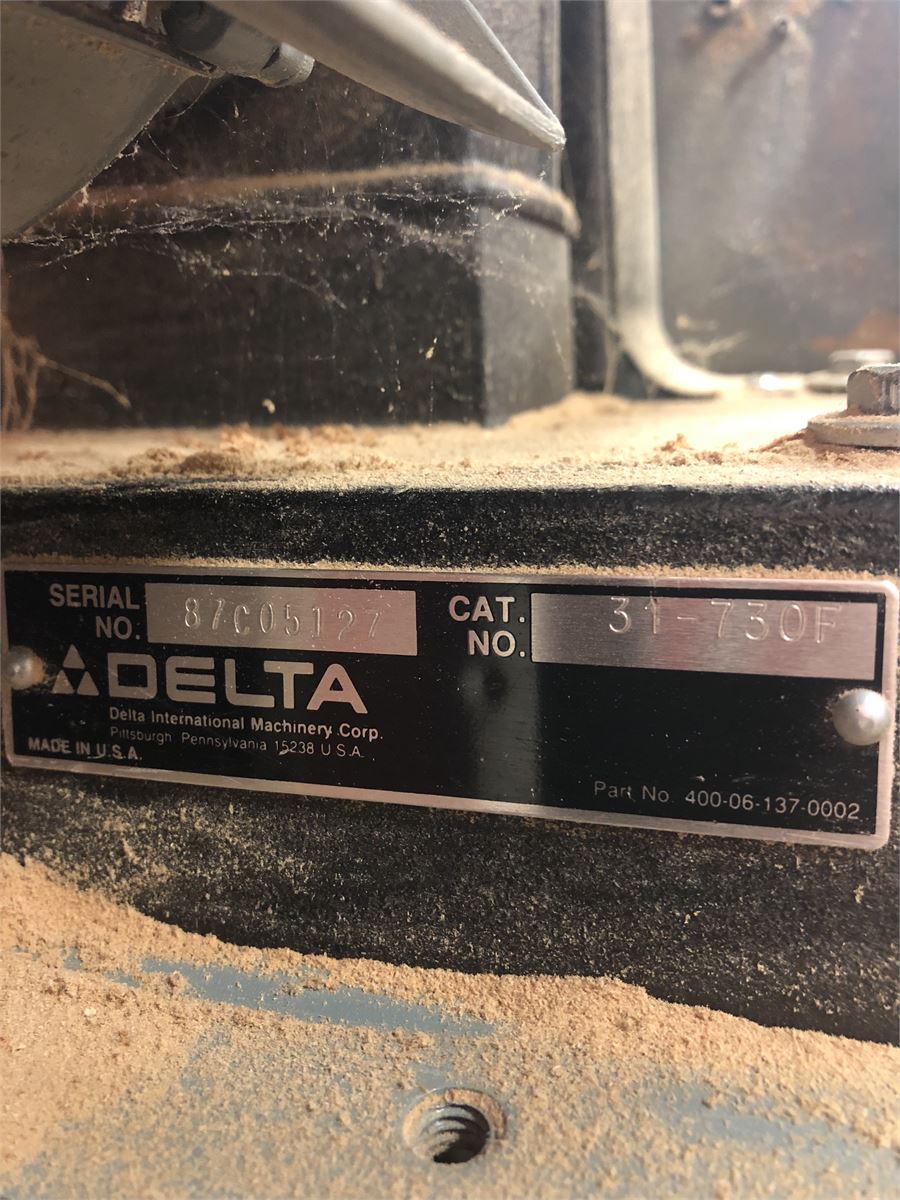 SERIAL NO. 87C05127
CAT. NO. 31-730F
DELTA
Delta International Machinery Corp.
Pittsburgh Pennsylvania 15238 U S A
MADE IN U.S.A.
Part No. 400-06-137-0002